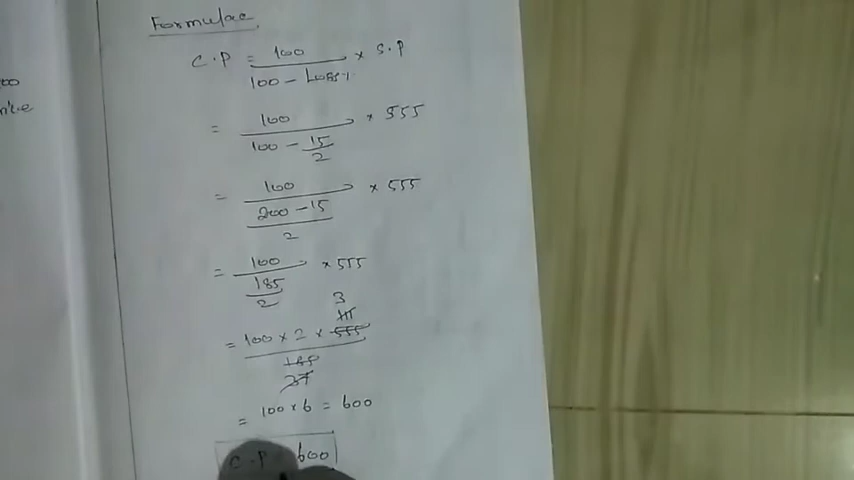 Formulae
C.P = 100 / 100 - Loss% × S.P
= 100 / 100 - 15/2 × 555
= 100 / 200 - 15 / 2 × 555
= 100 / 185/2 × 555
3
111
= 100 × 2 × 555
185
37
= 100 × 6 = 600
C.P = 600